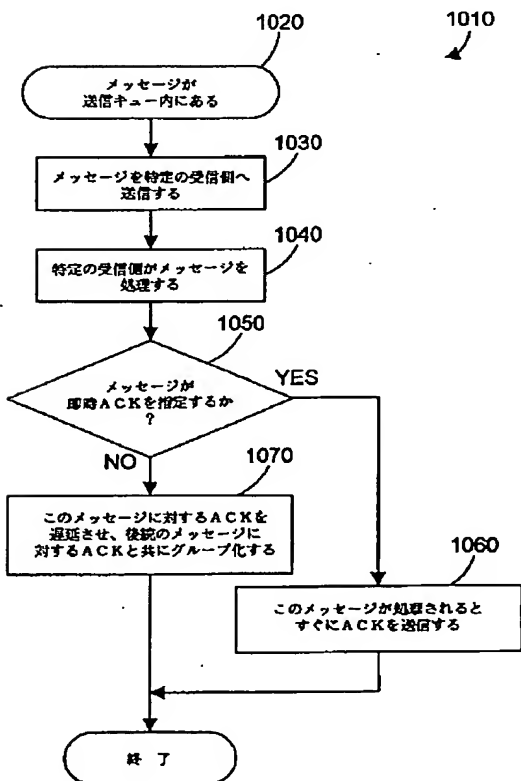 1020
1010
メッセージが
送信キュー内にある
1030
メッセージを特定の受信側へ
送信する
1040
特定の受信側がメッセージを
処理する
1050
メッセージが
即時ACKを指定するか
?
YES
NO
1070
このメッセージに対するACKを
遅延させ、後続のメッセージに
対するACKと共にグループ化する
1060
このメッセージが処理されると
すぐにACKを送信する
終 了